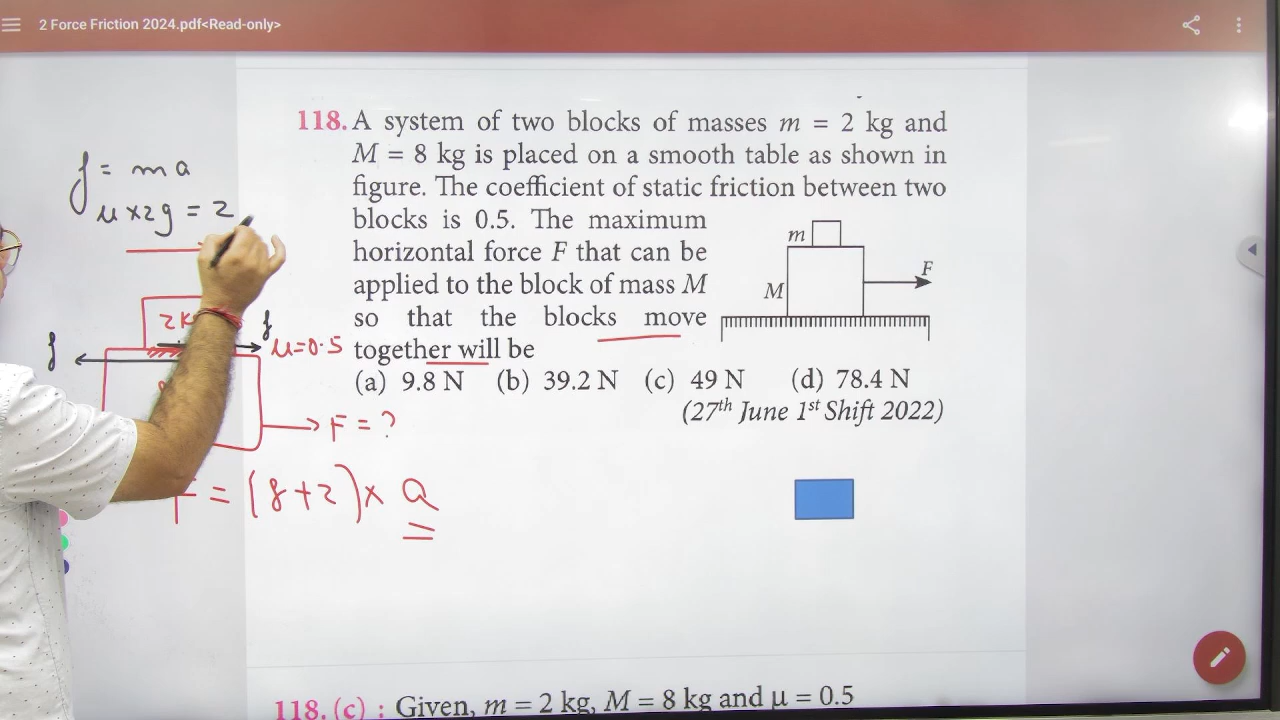 2 Force Friction 2024.pdf<Read-only>
118. A system of two blocks of masses m = 2 kg and
M = 8 kg is placed on a smooth table as shown in
figure. The coefficient of static friction between two
blocks is 0.5. The maximum
horizontal force F that can be
applied to the block of mass M
so that the blocks move
together will be
(a) 9.8 N (b) 39.2 N (c) 49 N (d) 78.4 N
(27th June 1st Shift 2022)
m
M
F
f = ma
μ×2g = 2
2K
f
f
μ=0.5
F = ?
F = (8+2)× a
118. (c) : Given, m = 2 kg, M = 8 kg and μ = 0.5